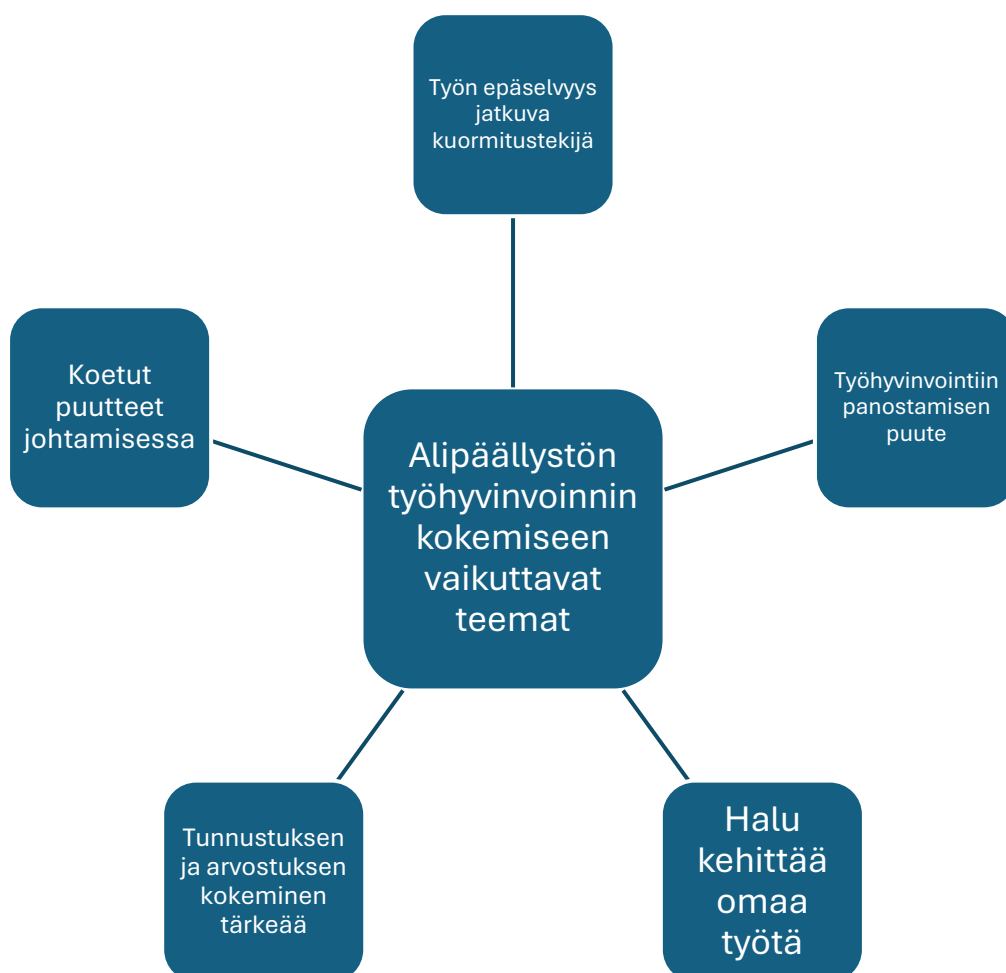 Työn epäselvyys
jatkuva
kuormitustekijä
Koetut
puutteet
johtamisessa
Työhyvinvointiin
panostamisen
puute
Alipäällystön
työhyvinvoinnin
kokemiseen
vaikuttavat
teemat
Tunnustuksen
ja arvostuksen
kokeminen
tärkeää
Halu
kehittää
omaa
työtä